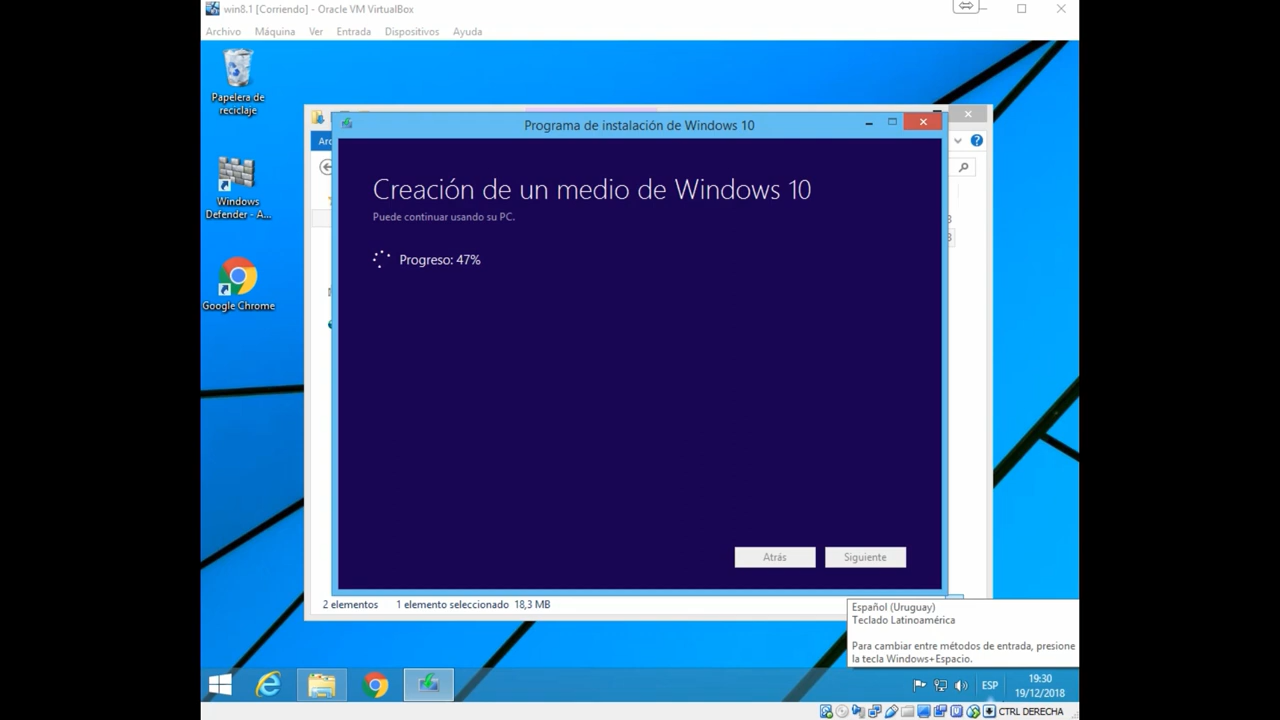 win8.1 [Corriendo] - Oracle VM VirtualBox
Archivo Máquina Ver Entrada Dispositivos Ayuda
Papelera de
reciclaje
Programa de instalación de Windows 10
Creación de un medio de Windows 10
Puede continuar usando su PC.
Progreso: 47%
Windows
Defender - A...
Google Chrome
Atrás Siguiente
2 elementos 1 elemento seleccionado 18,3 MB
Español (Uruguay)
Teclado Latinoamérica
Para cambiar entre métodos de entrada, presione
la tecla Windows+Espacio.
ESP
19:30
19/12/2018
CTRL DERECHA